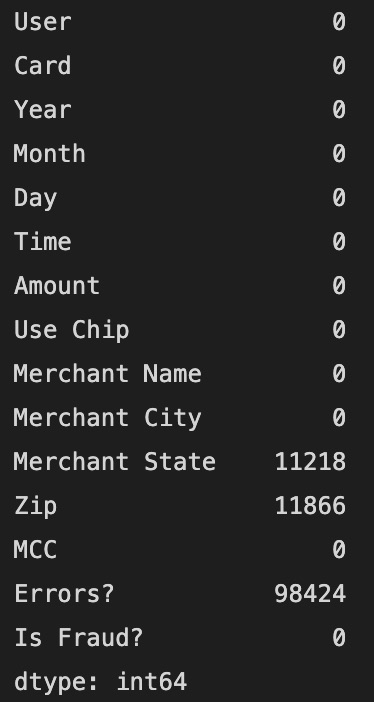 User 0
Card 0
Year 0
Month 0
Day 0
Time 0
Amount 0
Use Chip 0
Merchant Name 0
Merchant City 0
Merchant State 11218
Zip 11866
MCC 0
Errors? 98424
Is Fraud? 0
dtype: int64